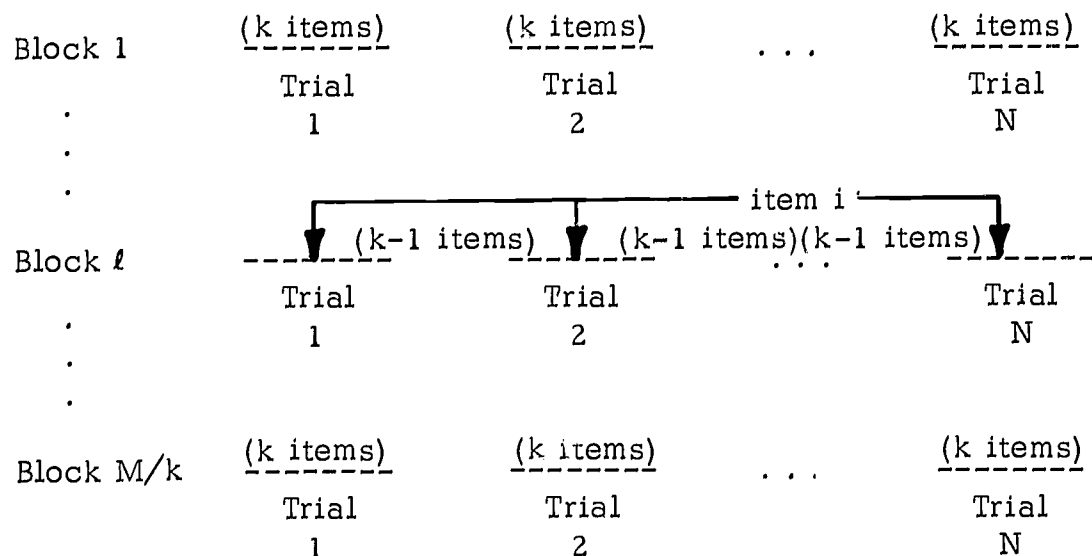 (k items) (k items) (k items)
Block 1 . . .
Trial Trial Trial
1 2 N
.
.
.
item i
(k-1 items) (k-1 items)(k-1 items)
Block ℓ . . .
Trial Trial Trial
1 2 N
.
.
.
(k items) (k items) (k items)
Block M/k . . .
Trial Trial Trial
1 2 N